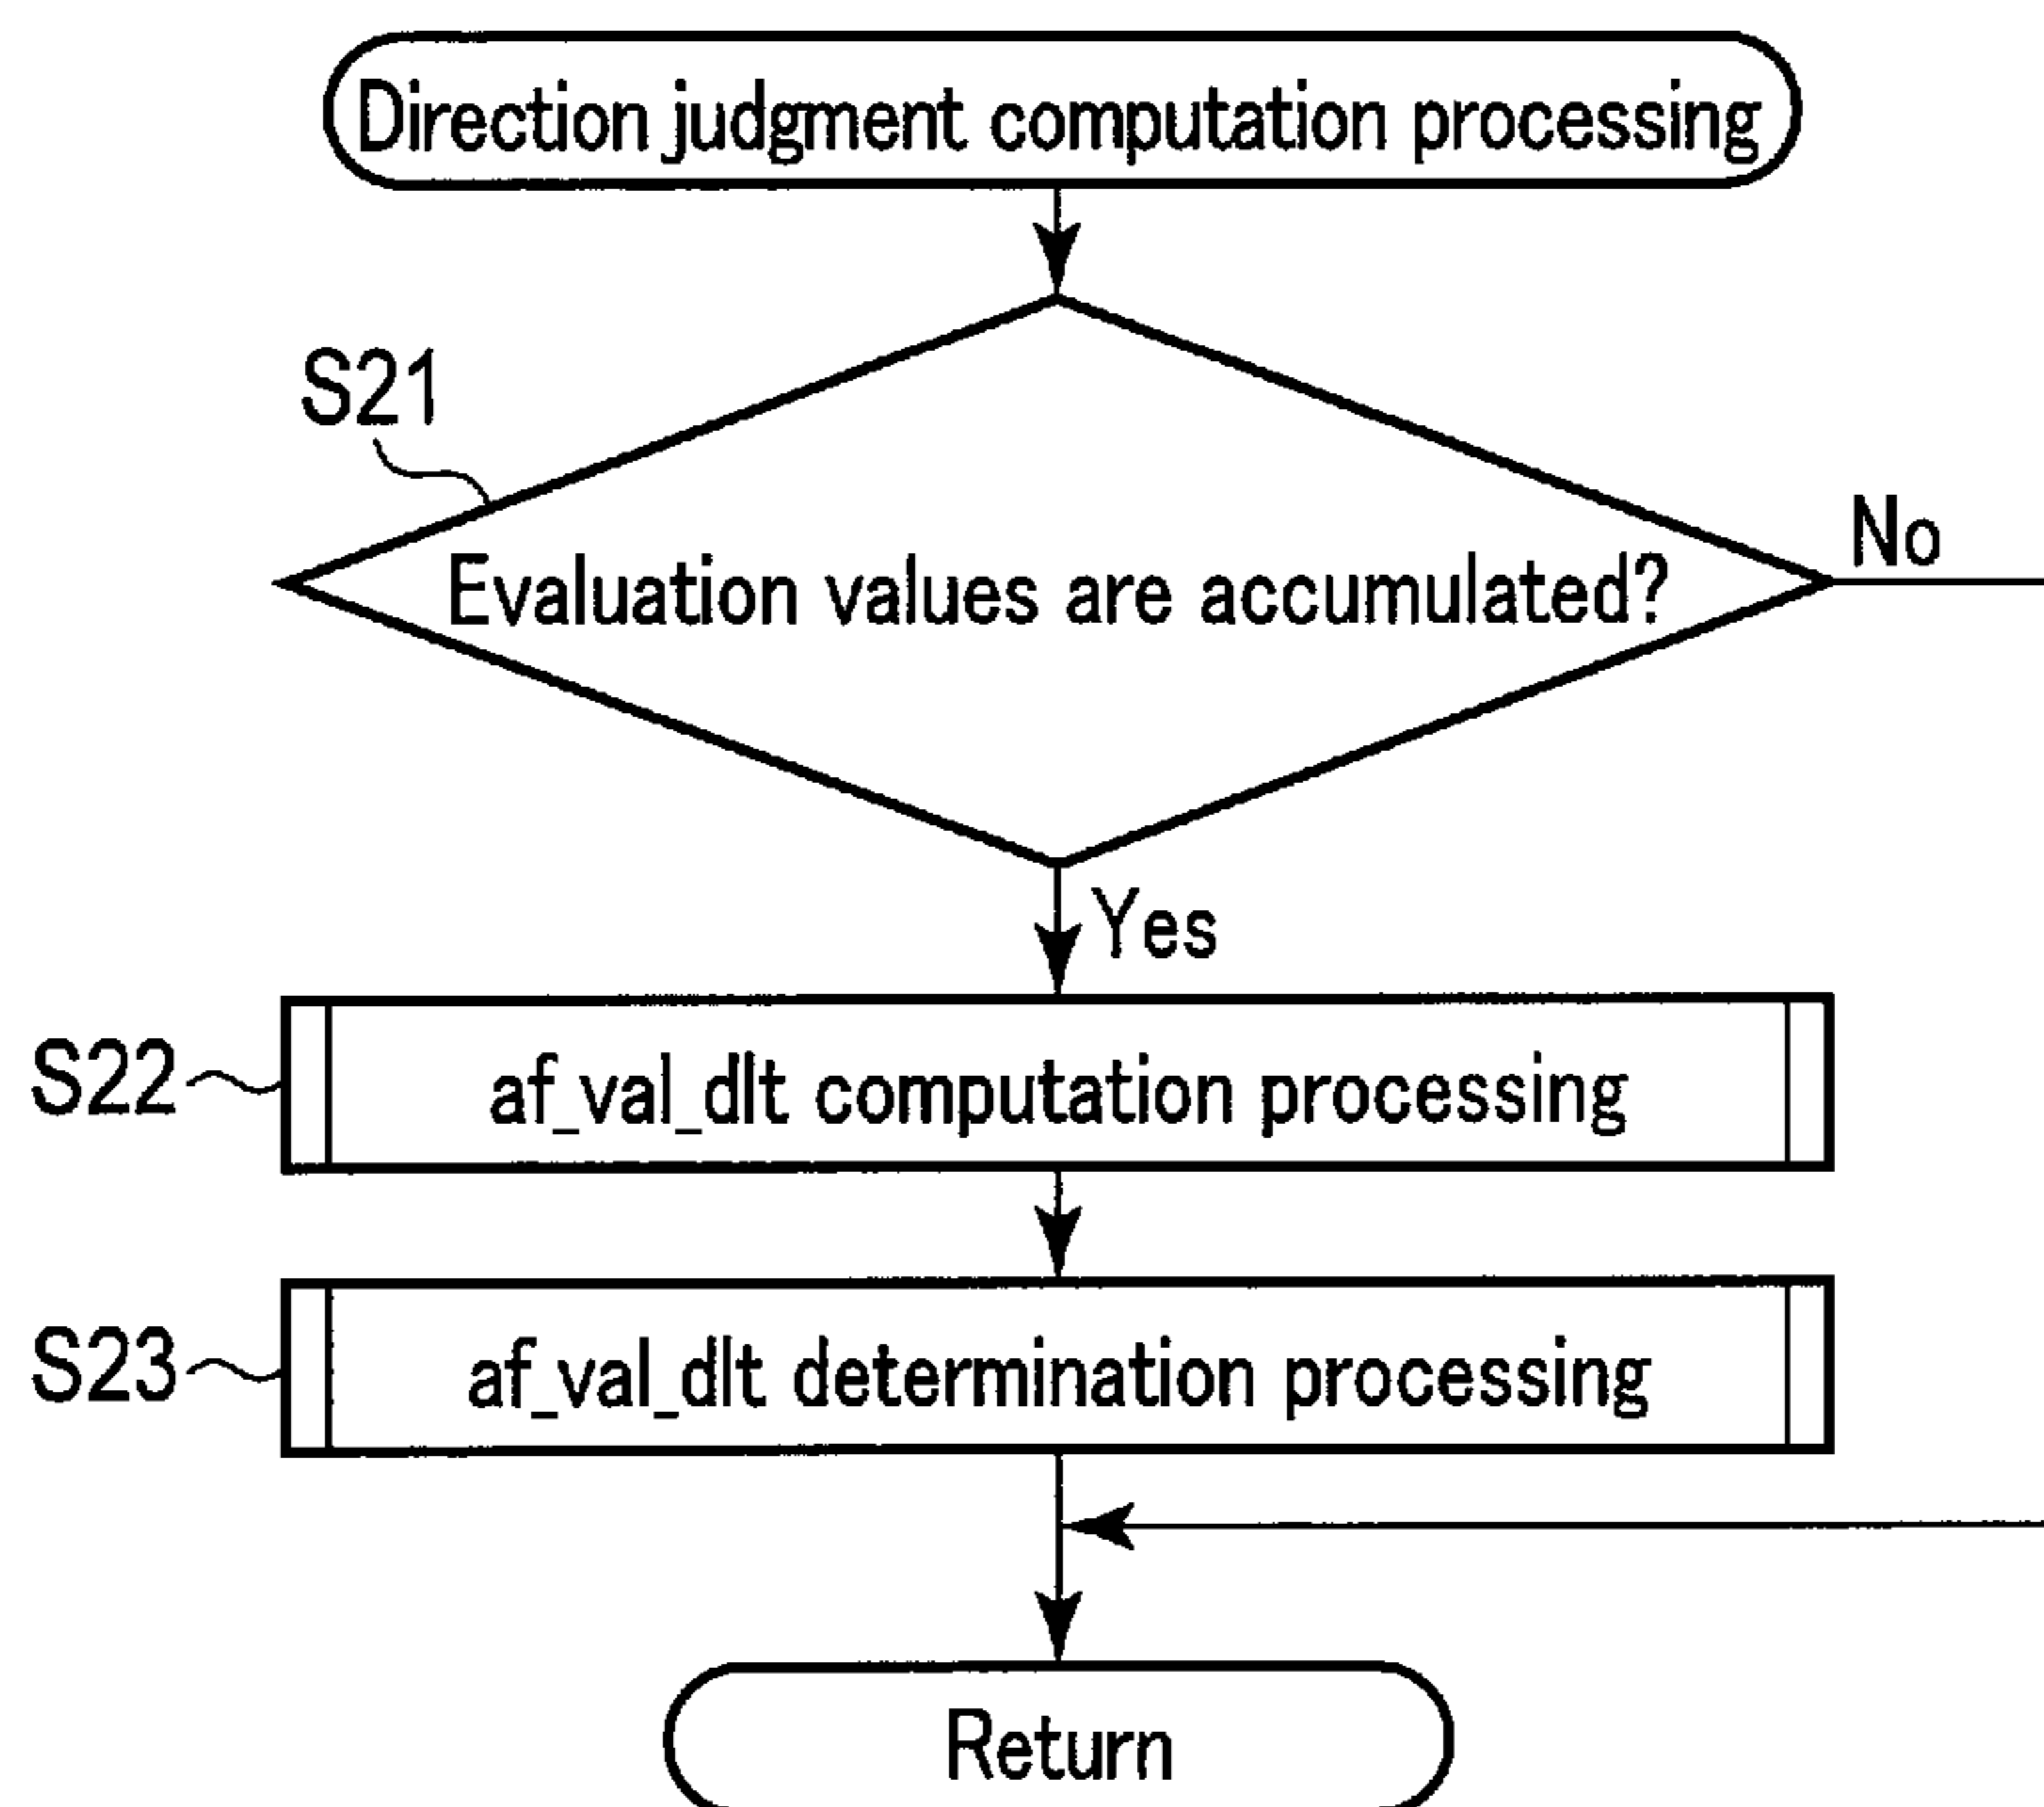 Direction judgment computation processing
S21
Evaluation values are accumulated?
No
Yes
S22
af_val_dlt computation processing
S23
af_val_dlt determination processing
Return